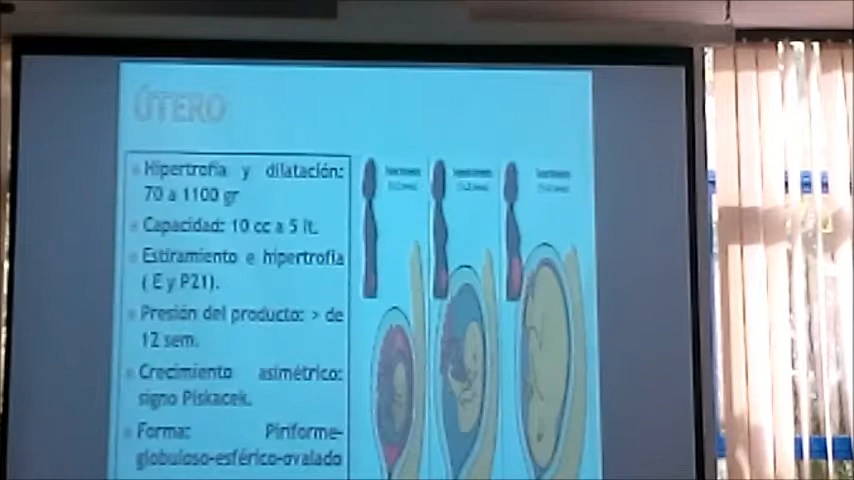 ÚTERO
Hipertrofia y dilatación:
70 a 1100 gr
Capacidad: 10 cc a 5 lt.
Estiramiento e hipertrofia
( E y P21).
Presión del producto: > de
12 sem.
Crecimiento asimétrico:
signo Piskacek.
Forma: Piriforme-
globuloso-esférico-ovalado